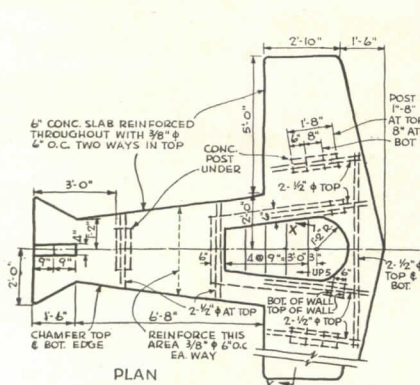 2'-10"
1'-6"
5'-0"
6" CONC. SLAB REINFORCED
THROUGHOUT WITH 3/8" ϕ
6" O.C. TWO WAYS IN TOP
POST
1"-8"
AT TOP
8" AT
BOT
1'-8"
6" 8"
CONC.
POST
UNDER
2-½" ϕ TOP
3'-0"
2'-0"
1'-2"
4"
6"
X
1'-2"
9" 9"
6"
4@9"
3'-0"
3"
2'-0"
UP 5
6"
2-½" ϕ
TOP &
BOT.
BOT. OF WALL
TOP OF WALL
2-½" ϕ
TOP
1'-6"
6'-8"
2-½" ϕ AT TOP
CHAMFER TOP
& BOT. EDGE
REINFORCE THIS
AREA 3/8" ϕ 6" O.C
EA. WAY
PLAN